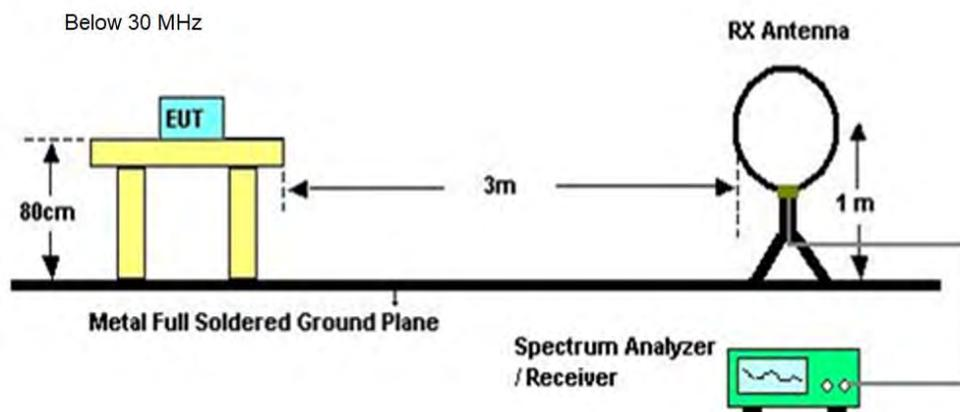 Below 30 MHz
RX Antenna
EUT
80cm
3m
1 m
Metal Full Soldered Ground Plane
Spectrum Analyzer
/ Receiver